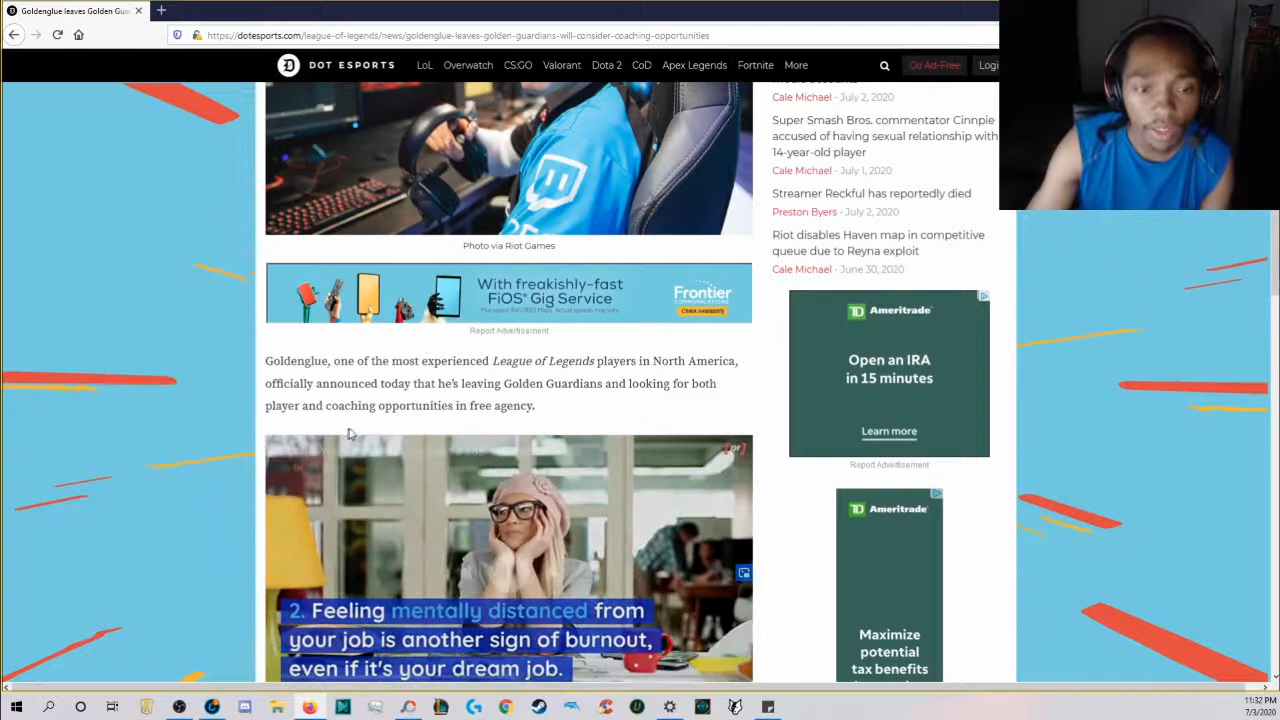 Goldenglue leaves Golden Gua
https://dotesports.com/league-of-legends/news/goldenglue-leaves-golden-guardians-will-consider-coaching-opportunities
DOT ESPORTS
LoL Overwatch CS:GO Valorant Dota 2 CoD Apex Legends Fortnite More
Go Ad-Free Logi
Photo via Riot Games
With freakishly-fast
FiOS® Gig Service
Frontier
COMMUNICATIONS
Check Availability
Report Advertisement
Goldenglue, one of the most experienced League of Legends players in North America,
officially announced today that he's leaving Golden Guardians and looking for both
player and coaching opportunities in free agency.
2. Feeling mentally distanced from
your job is another sign of burnout,
even if it's your dream job.
Cale Michael - July 2, 2020
Super Smash Bros. commentator Cinnpie
accused of having sexual relationship with
14-year-old player
Cale Michael - July 1, 2020
Streamer Reckful has reportedly died
Preston Byers - July 2, 2020
Riot disables Haven map in competitive
queue due to Reyna exploit
Cale Michael - June 30, 2020
TD Ameritrade
Open an IRA
in 15 minutes
Learn more
Report Advertisement
TD Ameritrade
Maximize
potential
tax benefits
11:32 PM
7/3/2020